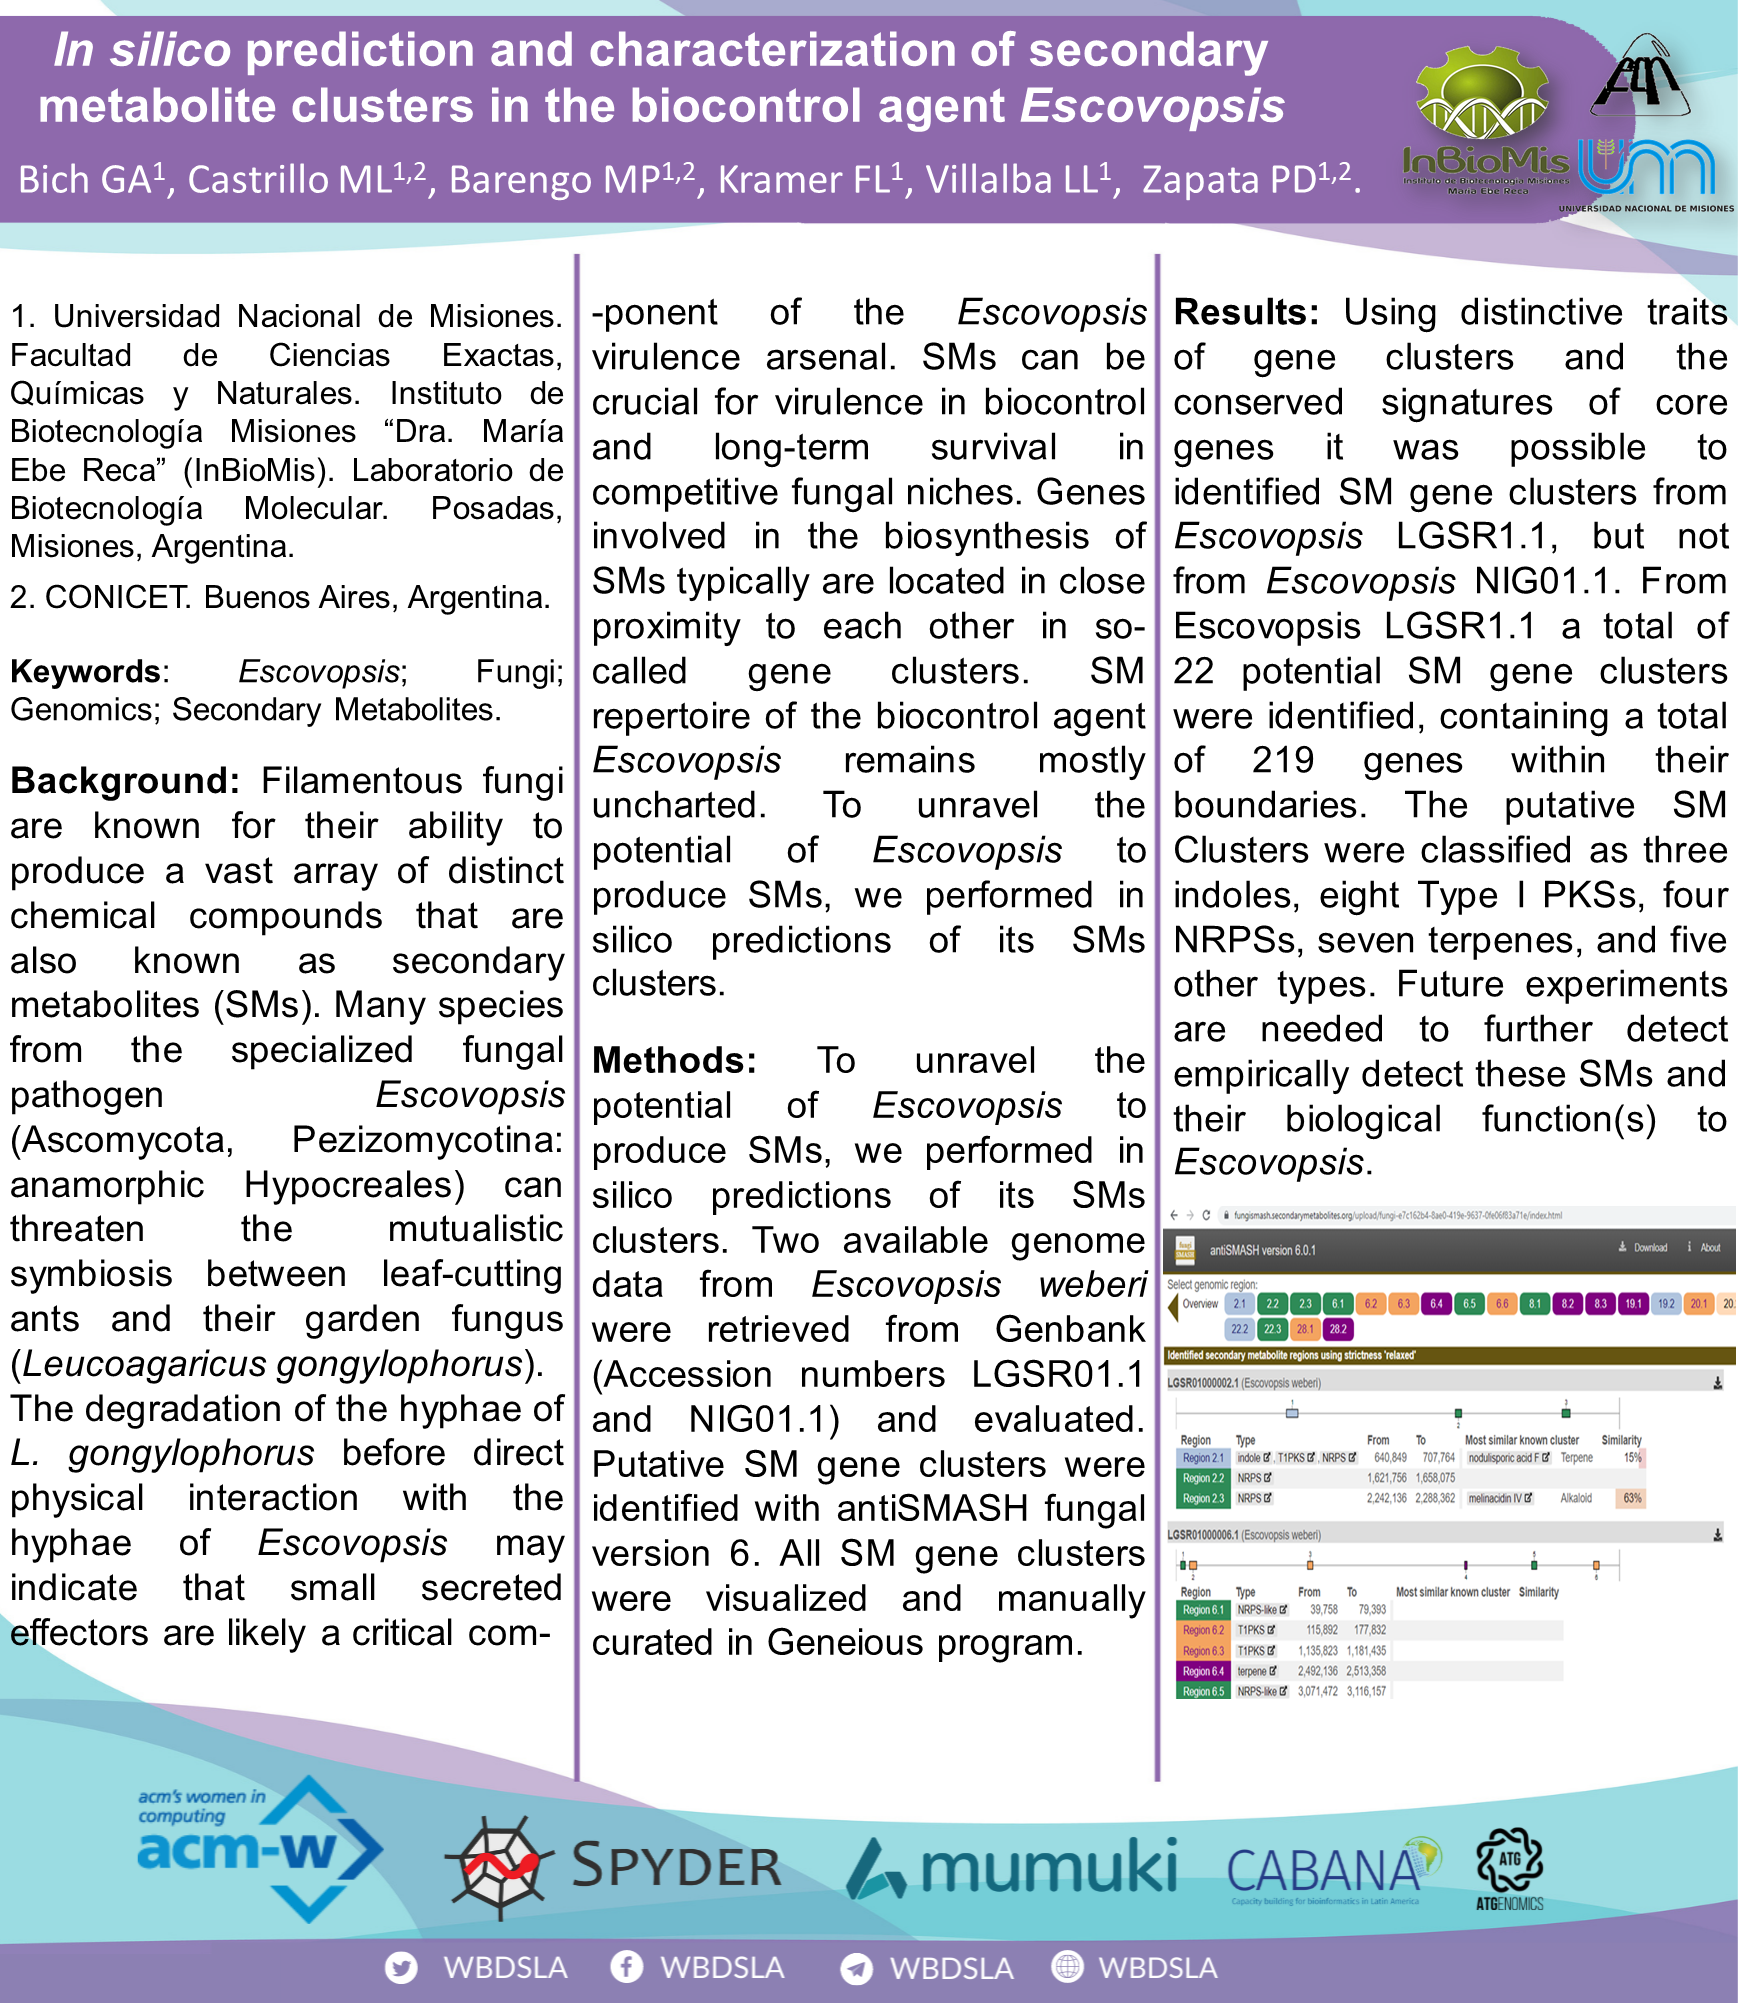 In silico prediction and characterization of secondary
metabolite clusters in the biocontrol agent Escovopsis
Bich GA1, Castrillo ML1,2, Barengo MP1,2, Kramer FL1, Villalba LL1, Zapata PD1,2.
InBioMis
Instituto de Biotecnología Misiones
María Ebe Reca
UNIVERSIDAD NACIONAL DE MISIONES
1. Universidad Nacional de Misiones.
Facultad de Ciencias Exactas,
Químicas y Naturales. Instituto de
Biotecnología Misiones “Dra. María
Ebe Reca” (InBioMis). Laboratorio de
Biotecnología Molecular. Posadas,
Misiones, Argentina.
2. CONICET. Buenos Aires, Argentina.
Keywords: Escovopsis; Fungi;
Genomics; Secondary Metabolites.
Background: Filamentous fungi
are known for their ability to
produce a vast array of distinct
chemical compounds that are
also known as secondary
metabolites (SMs). Many species
from the specialized fungal
pathogen Escovopsis
(Ascomycota, Pezizomycotina:
anamorphic Hypocreales) can
threaten the mutualistic
symbiosis between leaf-cutting
ants and their garden fungus
(Leucoagaricus gongylophorus).
The degradation of the hyphae of
L. gongylophorus before direct
physical interaction with the
hyphae of Escovopsis may
indicate that small secreted
effectors are likely a critical com-
-ponent of the Escovopsis
virulence arsenal. SMs can be
crucial for virulence in biocontrol
and long-term survival in
competitive fungal niches. Genes
involved in the biosynthesis of
SMs typically are located in close
proximity to each other in so-
called gene clusters. SM
repertoire of the biocontrol agent
Escovopsis remains mostly
uncharted. To unravel the
potential of Escovopsis to
produce SMs, we performed in
silico predictions of its SMs
clusters.
Methods: To unravel the
potential of Escovopsis to
produce SMs, we performed in
silico predictions of its SMs
clusters. Two available genome
data from Escovopsis weberi
were retrieved from Genbank
(Accession numbers LGSR01.1
and NIG01.1) and evaluated.
Putative SM gene clusters were
identified with antiSMASH fungal
version 6. All SM gene clusters
were visualized and manually
curated in Geneious program.
Results: Using distinctive traits
of gene clusters and the
conserved signatures of core
genes it was possible to
identified SM gene clusters from
Escovopsis LGSR1.1, but not
from Escovopsis NIG01.1. From
Escovopsis LGSR1.1 a total of
22 potential SM gene clusters
were identified, containing a total
of 219 genes within their
boundaries. The putative SM
Clusters were classified as three
indoles, eight Type I PKSs, four
NRPSs, seven terpenes, and five
other types. Future experiments
are needed to further detect
empirically detect these SMs and
their biological function(s) to
Escovopsis.
fungismash.secondarymetabolites.org/upload/fungi-e7c162b4-8ae0-419e-9637-0fe06f83a71e/index.html
fungi SMASH antiSMASH version 6.0.1 Download About
Select genomic region:
Overview 2.1 2.2 2.3 6.1 6.2 6.3 6.4 6.5 6.6 8.1 8.2 8.3 19.1 19.2 20.1 20.
22.2 22.3 28.1 28.2
Identified secondary metabolite regions using strictness 'relaxed'
LGSR01000002.1 (Escovopsis weberi)
1 3
2
Region Type From To Most similar known cluster Similarity
Region 2.1 indole, T1PKS, NRPS 640,849 707,764 nodulisporic acid F Terpene 15%
Region 2.2 NRPS 1,621,756 1,658,075
Region 2.3 NRPS 2,242,136 2,288,362 melinacidin IV Alkaloid 63%
LGSR01000006.1 (Escovopsis weberi)
1 3 5
2 4 6
Region Type From To Most similar known cluster Similarity
Region 6.1 NRPS-like 39,758 79,393
Region 6.2 T1PKS 115,892 177,832
Region 6.3 T1PKS 1,135,823 1,181,435
Region 6.4 terpene 2,492,136 2,513,358
Region 6.5 NRPS-like 3,071,472 3,116,157
acm's women in
computing
acm-w
SPYDER
mumuki
CABANA
Capacity building for bioinformatics in Latin America
ATG
ATGENOMICS
WBDSLA WBDSLA WBDSLA WBDSLA